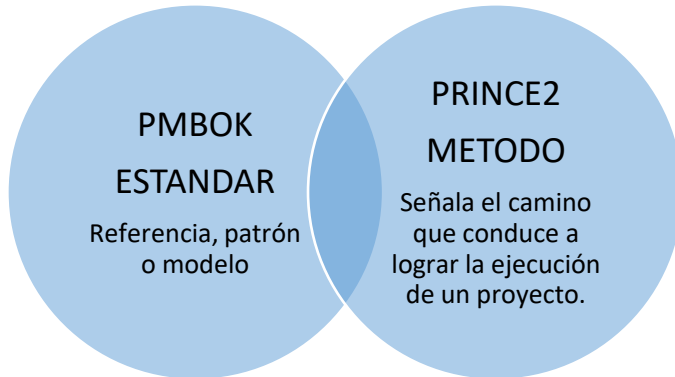 PMBOK
ESTANDAR
Referencia, patrón
o modelo
PRINCE2
METODO
Señala el camino
que conduce a
lograr la ejecución
de un proyecto.